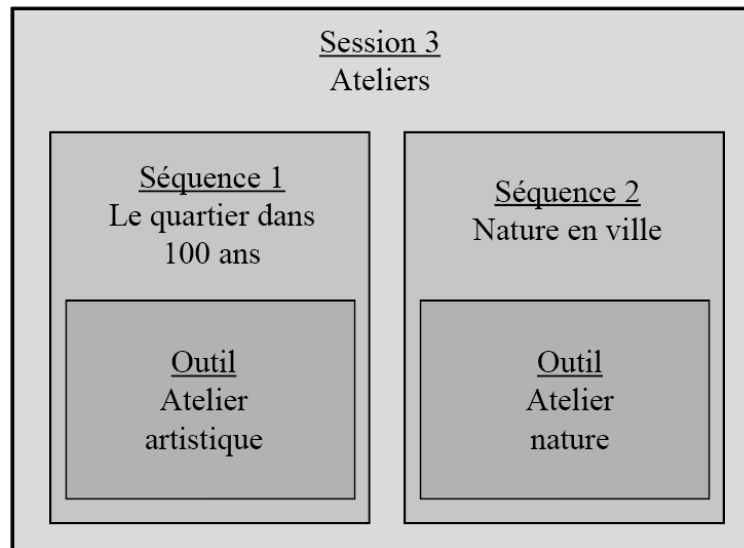 Session 3
Ateliers
Séquence 1
Le quartier dans
100 ans
Outil
Atelier
artistique
Séquence 2
Nature en ville
Outil
Atelier
nature